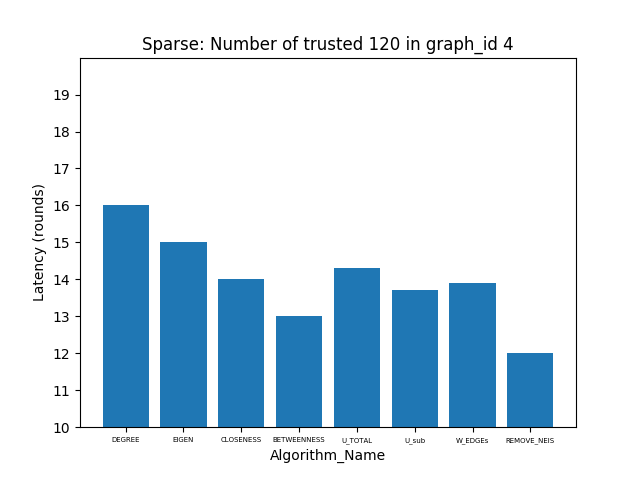 Sparse: Number of trusted 120 in graph_id 4
Latency (rounds)
19
18
17
16
15
14
13
12
11
10
DEGREE EIGEN CLOSENESS BETWEENNESS U_TOTAL U_sub W_EDGEs REMOVE_NEIS
Algorithm_Name